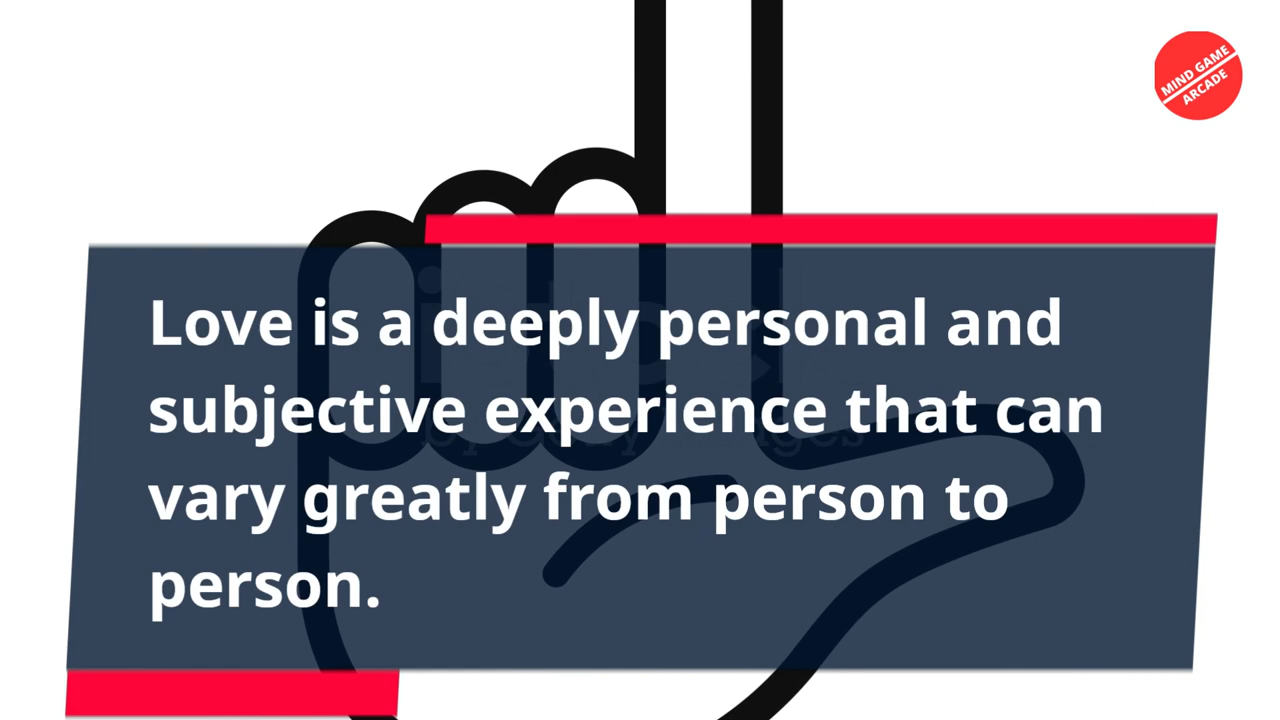 MIND GAME
ARCADE
Love is a deeply personal and
subjective experience that can
vary greatly from person to
person.